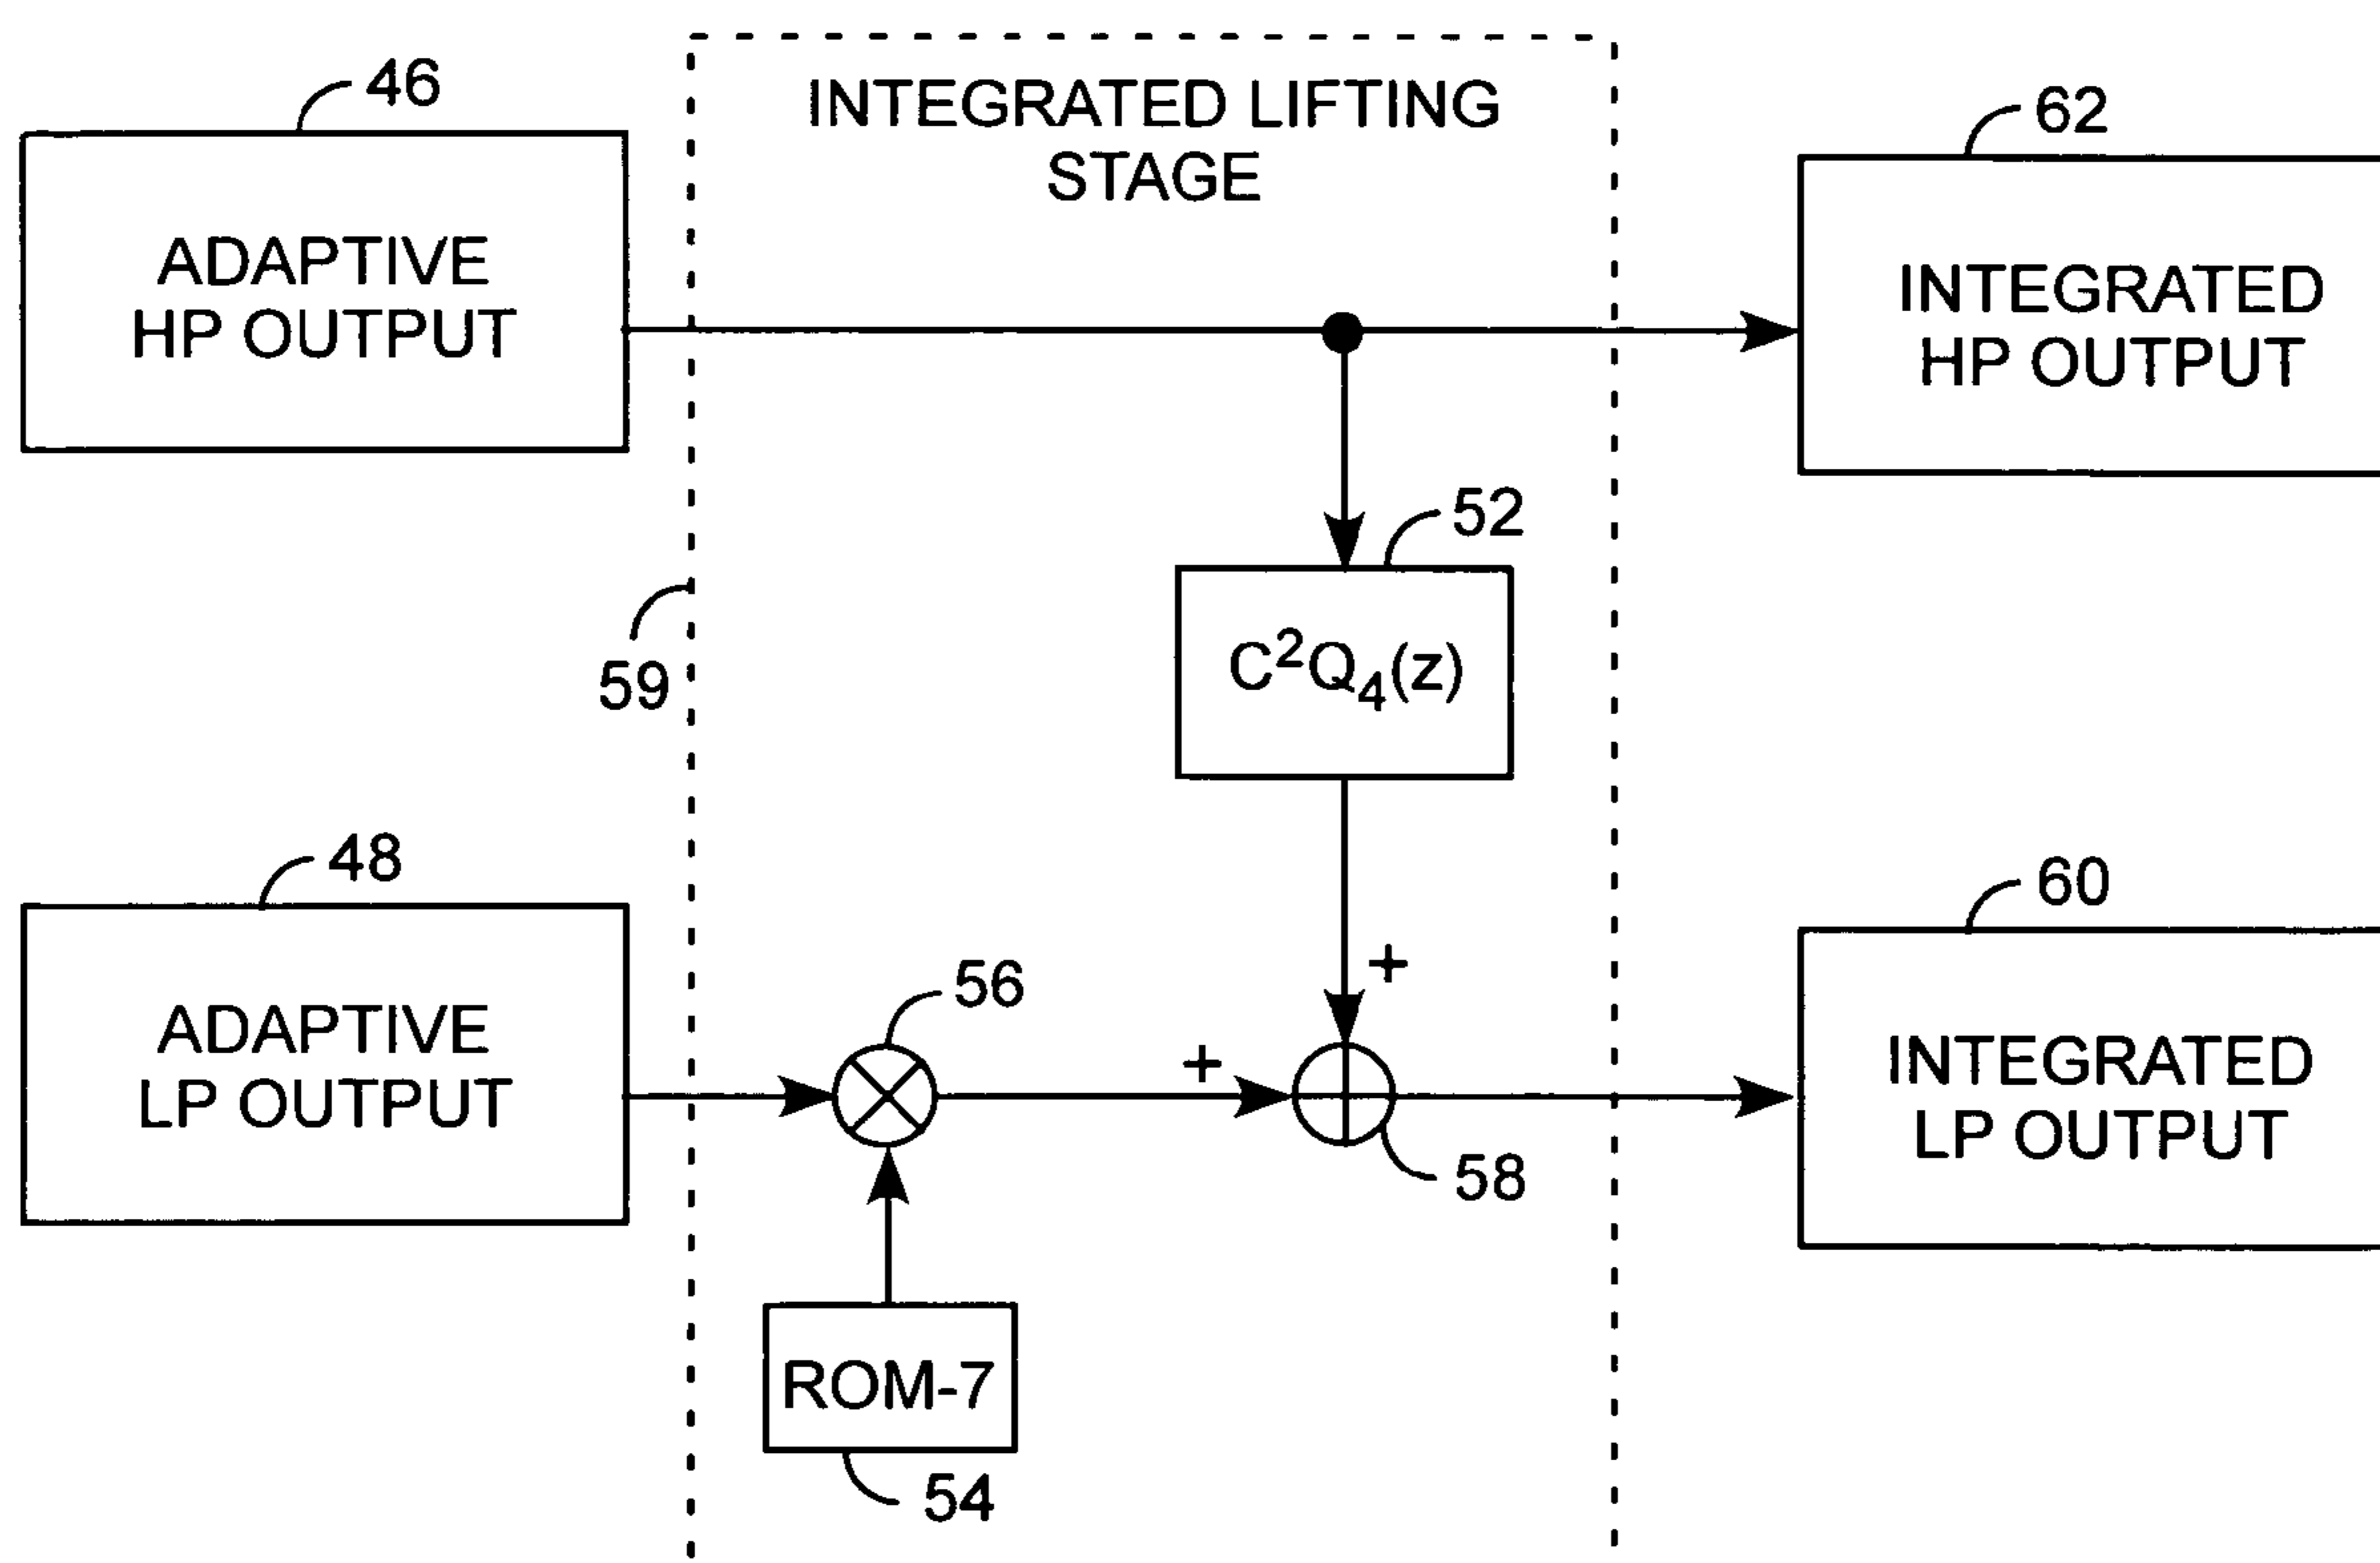 46
INTEGRATED LIFTING
STAGE
62
ADAPTIVE
HP OUTPUT
INTEGRATED
HP OUTPUT
52
C²Q₄(z)
59
48
60
56
+
ADAPTIVE
LP OUTPUT
+
INTEGRATED
LP OUTPUT
58
ROM-7
54